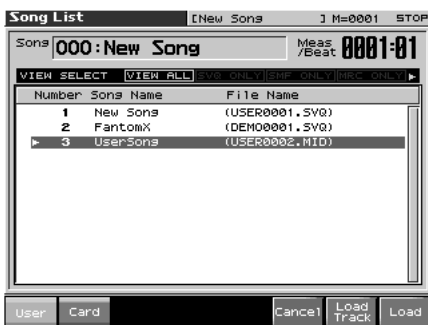 Song List [New Song ] M=0001 STOP
Song 000:New Song Meas /Beat 0001:01
VIEW SELECT VIEW ALL SVQ ONLY SMF ONLY MRC ONLY
Number Song Name File Name
1 New Song (USER0001.SVQ)
2 FantomX (DEMO0001.SVQ)
3 UserSong (USER0002.MID)
User Card Cancel Load Track Load